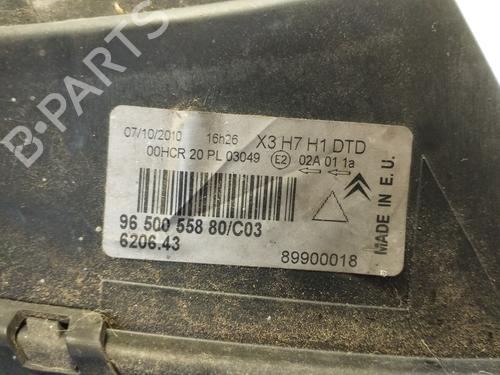 B-PARTS
07/10/2010 16h26 X3 H7 H1 DTD
00HCR 20 PL 03049 E2 02A 01 1a
96 500 558 80/C03
6206.43
89900018
MADE IN E.U.